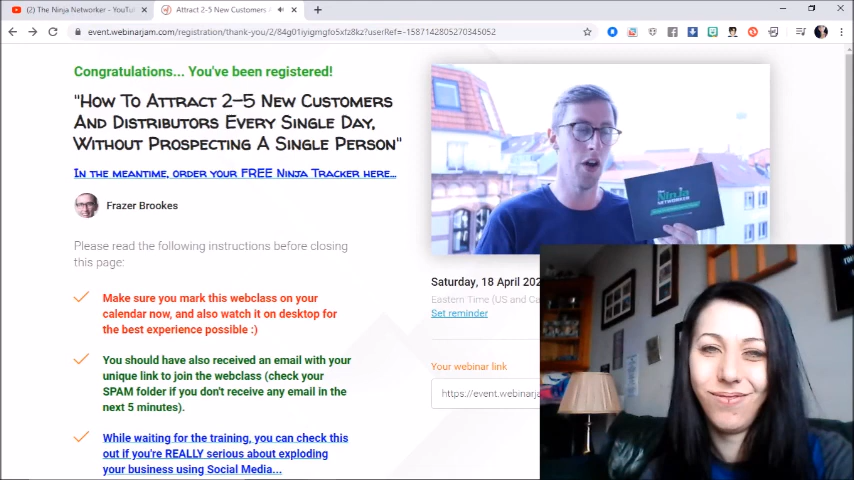 (2) The Ninja Networker - YouTu
Attract 2-5 New Customers A
event.webinarjam.com/registration/thank-you/2/84g01iyigmgfo5xfz8kz?userRef=-1587142805270345052
Congratulations... You've been registered!
"How To Attract 2-5 New Customers
And Distributors Every Single Day,
Without Prospecting A Single Person"
In the meantime, order your FREE Ninja Tracker here...
Frazer Brookes
Please read the following instructions before closing
this page:
Make sure you mark this webclass on your
calendar now, and also watch it on desktop for
the best experience possible :)
You should have also received an email with your
unique link to join the webclass (check your
SPAM folder if you don't receive any email in the
next 5 minutes).
While waiting for the training, you can check this
out if you're REALLY serious about exploding
your business using Social Media...
Ninja
NETWORKER
Saturday, 18 April 202
Eastern Time (US and Ca
Set reminder
Your webinar link
https://event.webinarja